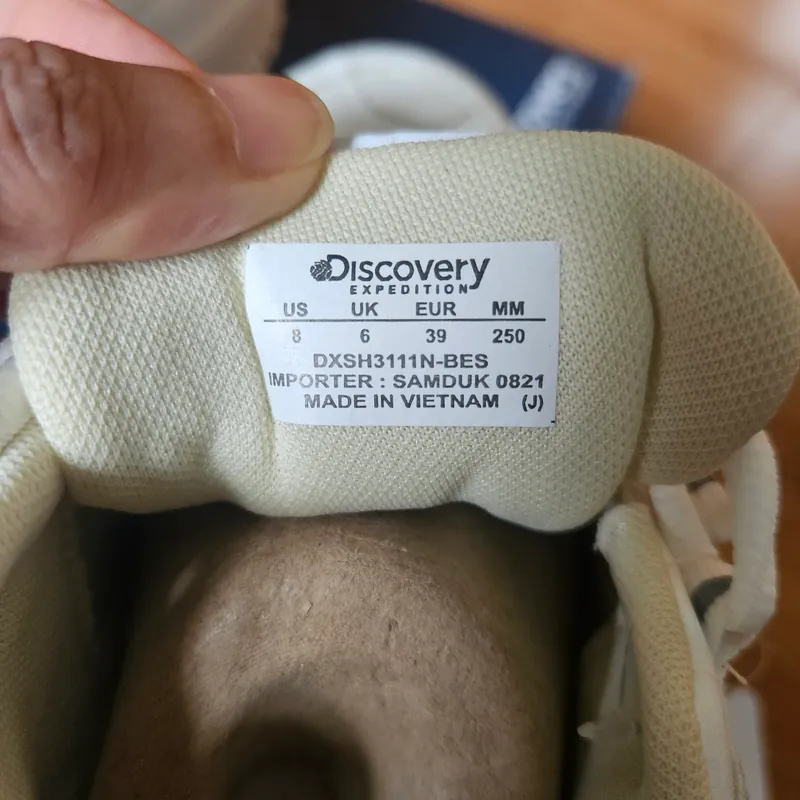 Discovery
EXPEDITION
US UK EUR MM
8 6 39 250
DXSH3111N-BES
IMPORTER : SAMDUK 0821
MADE IN VIETNAM (J)